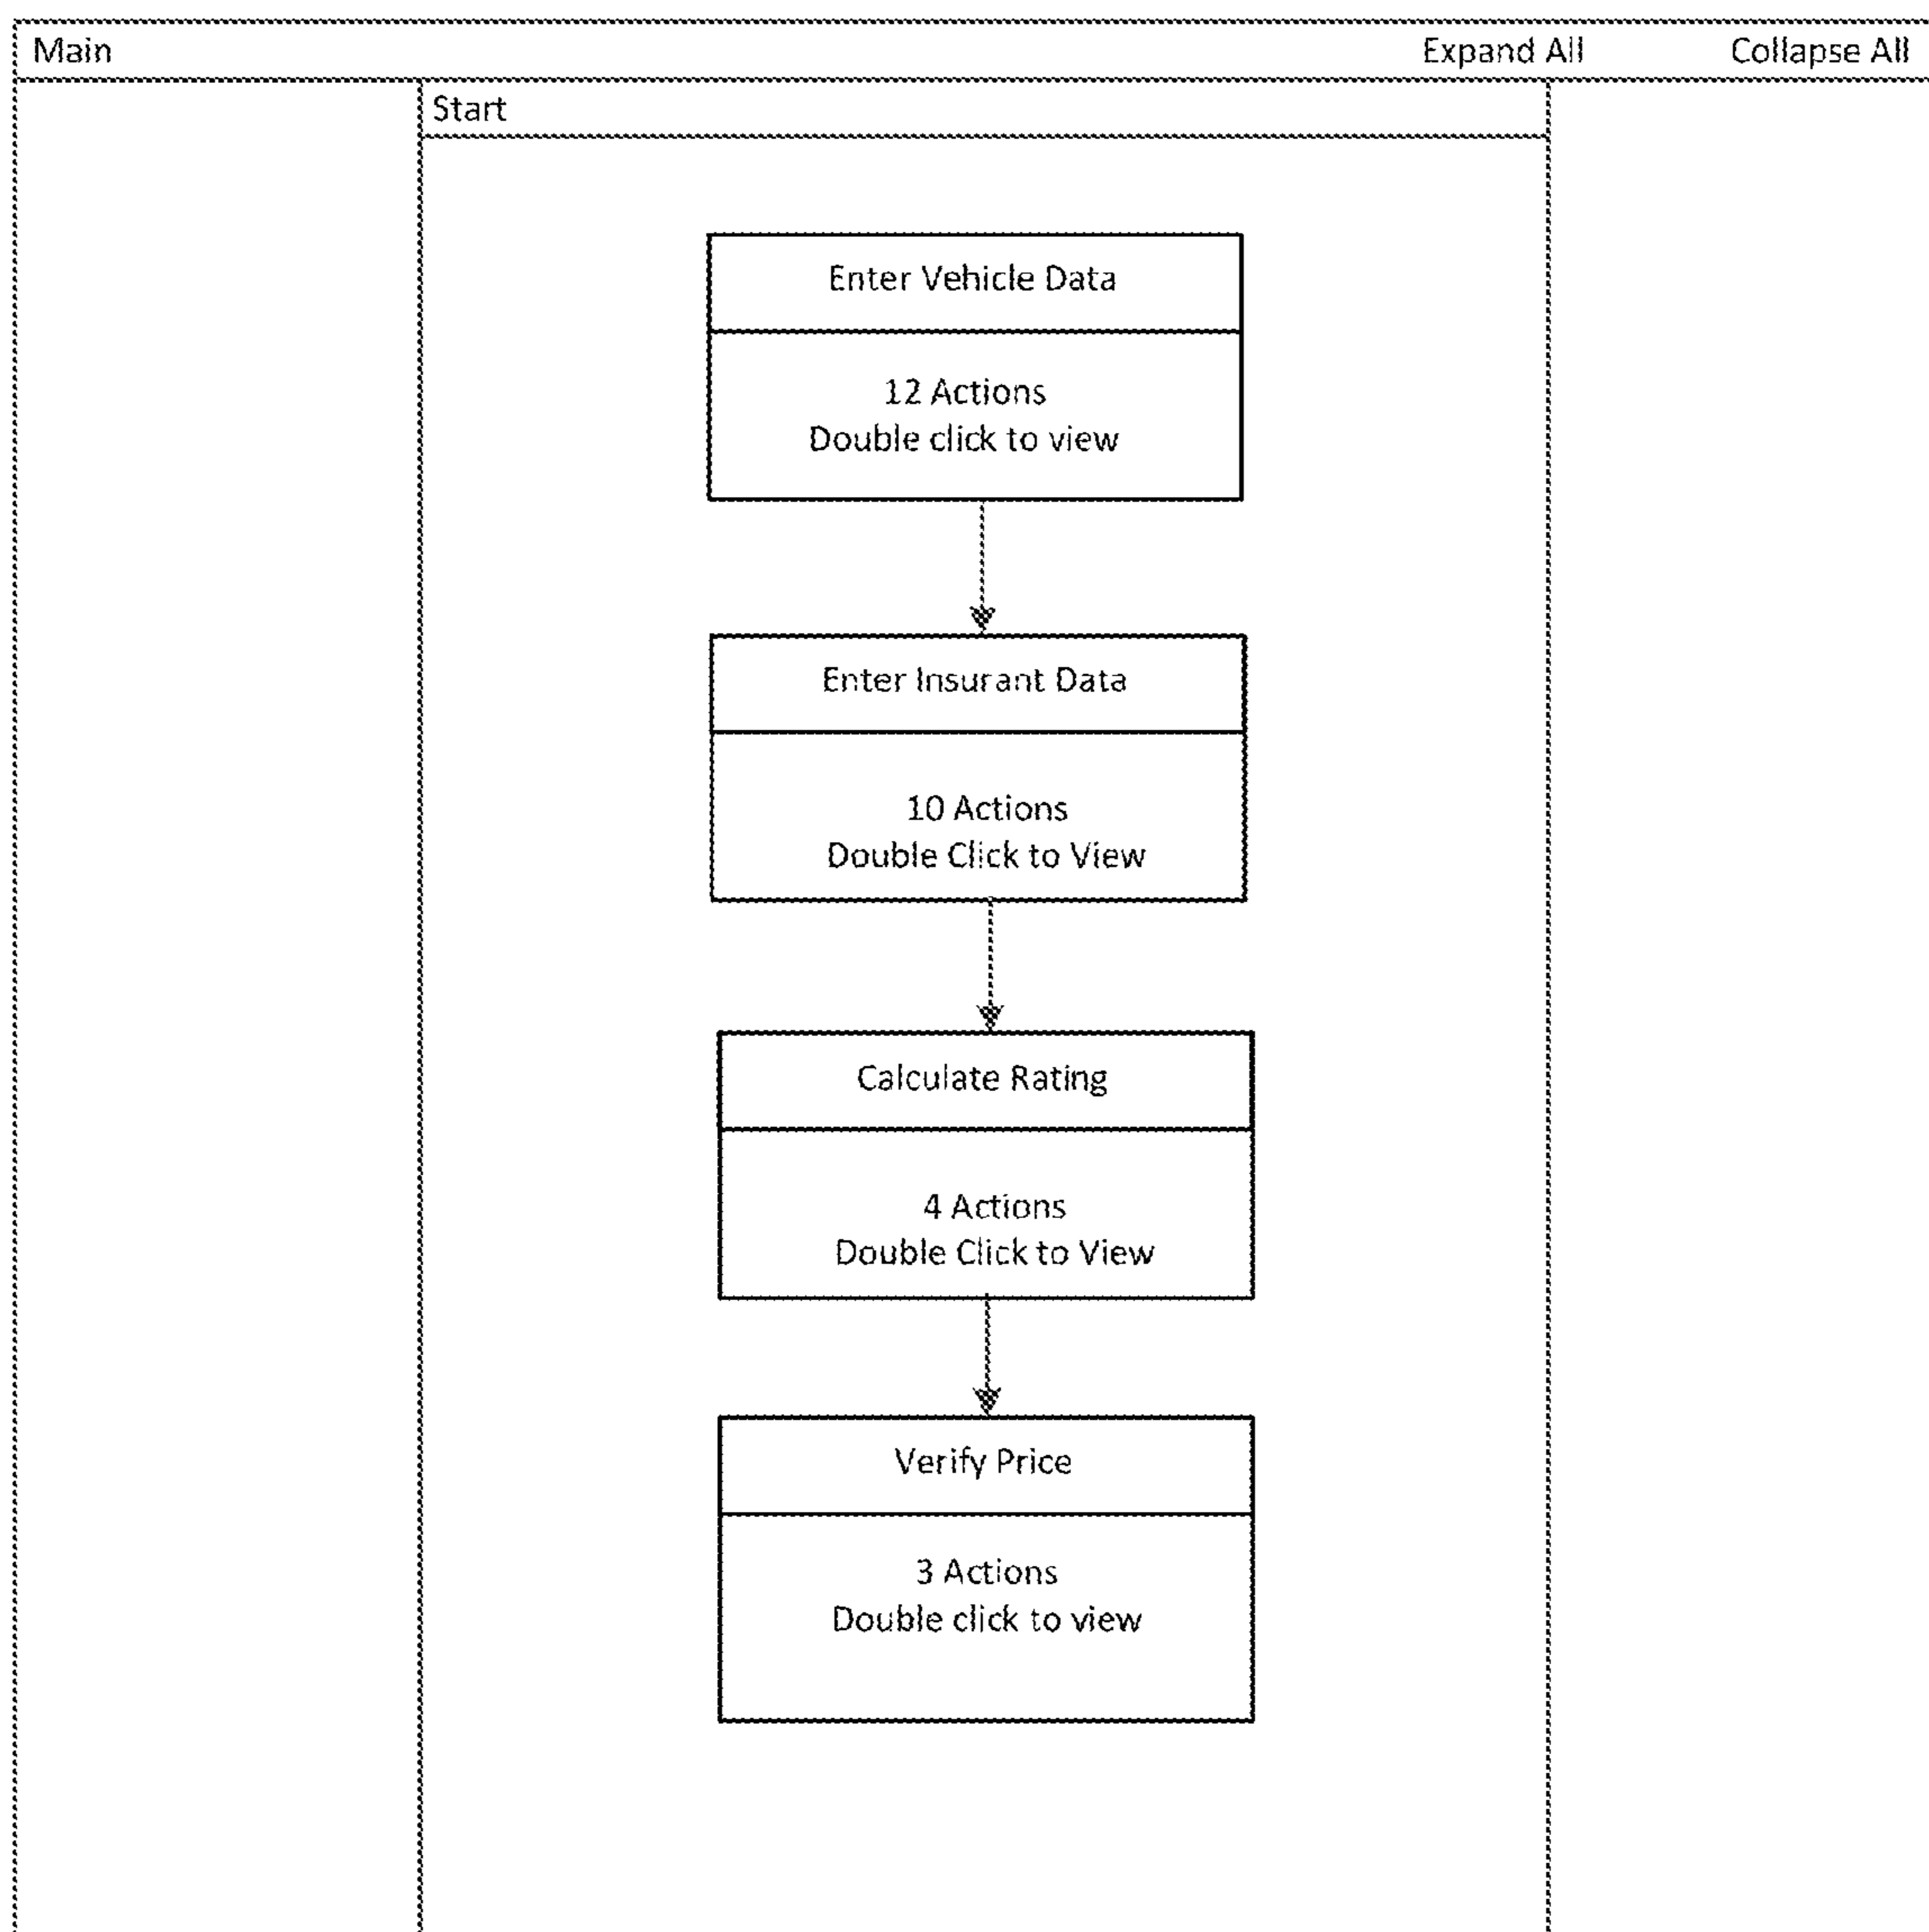 Main Expand All Collapse All
Start
Enter Vehicle Data
12 Actions
Double click to view
Enter Insurant Data
10 Actions
Double Click to View
Calculate Rating
4 Actions
Double Click to View
Verify Price
3 Actions
Double click to view